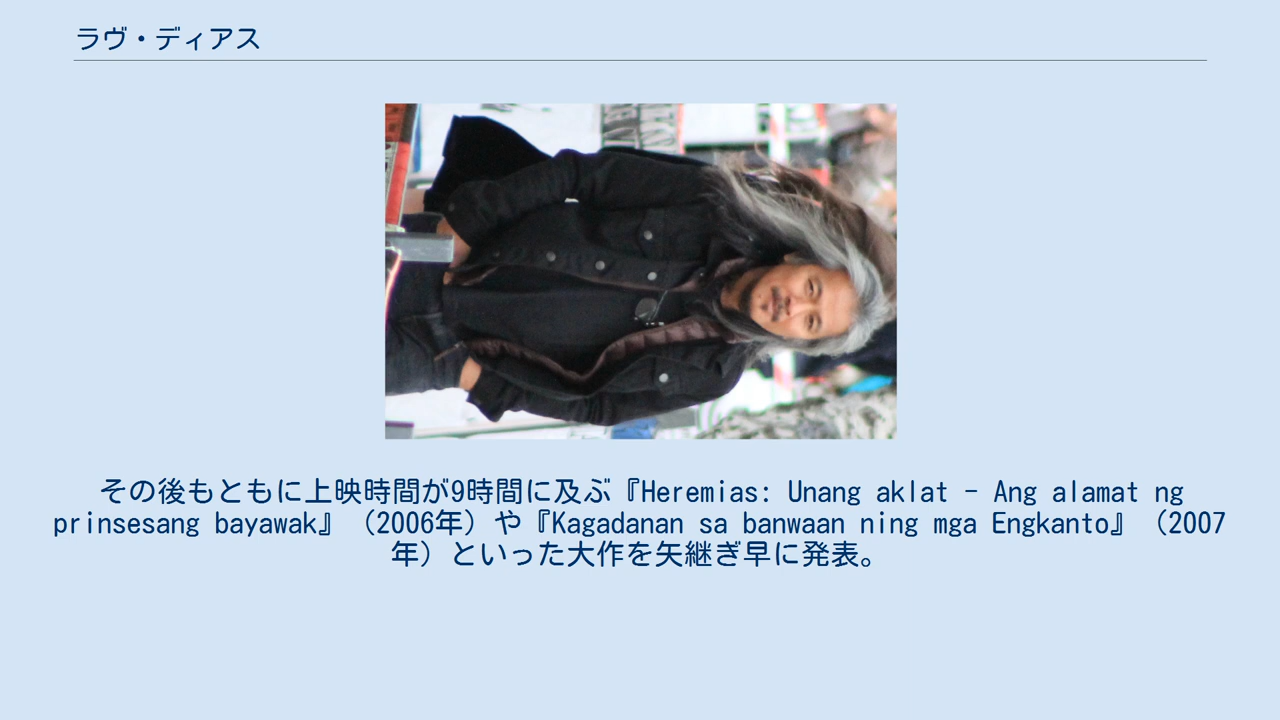 ラヴ・ディアス
その後もともに上映時間が9時間に及ぶ『Heremias: Unang aklat - Ang alamat ng
prinsesang bayawak』（2006年）や『Kagadanan sa banwaan ning mga Engkanto』（2007
年）といった大作を矢継ぎ早に発表。